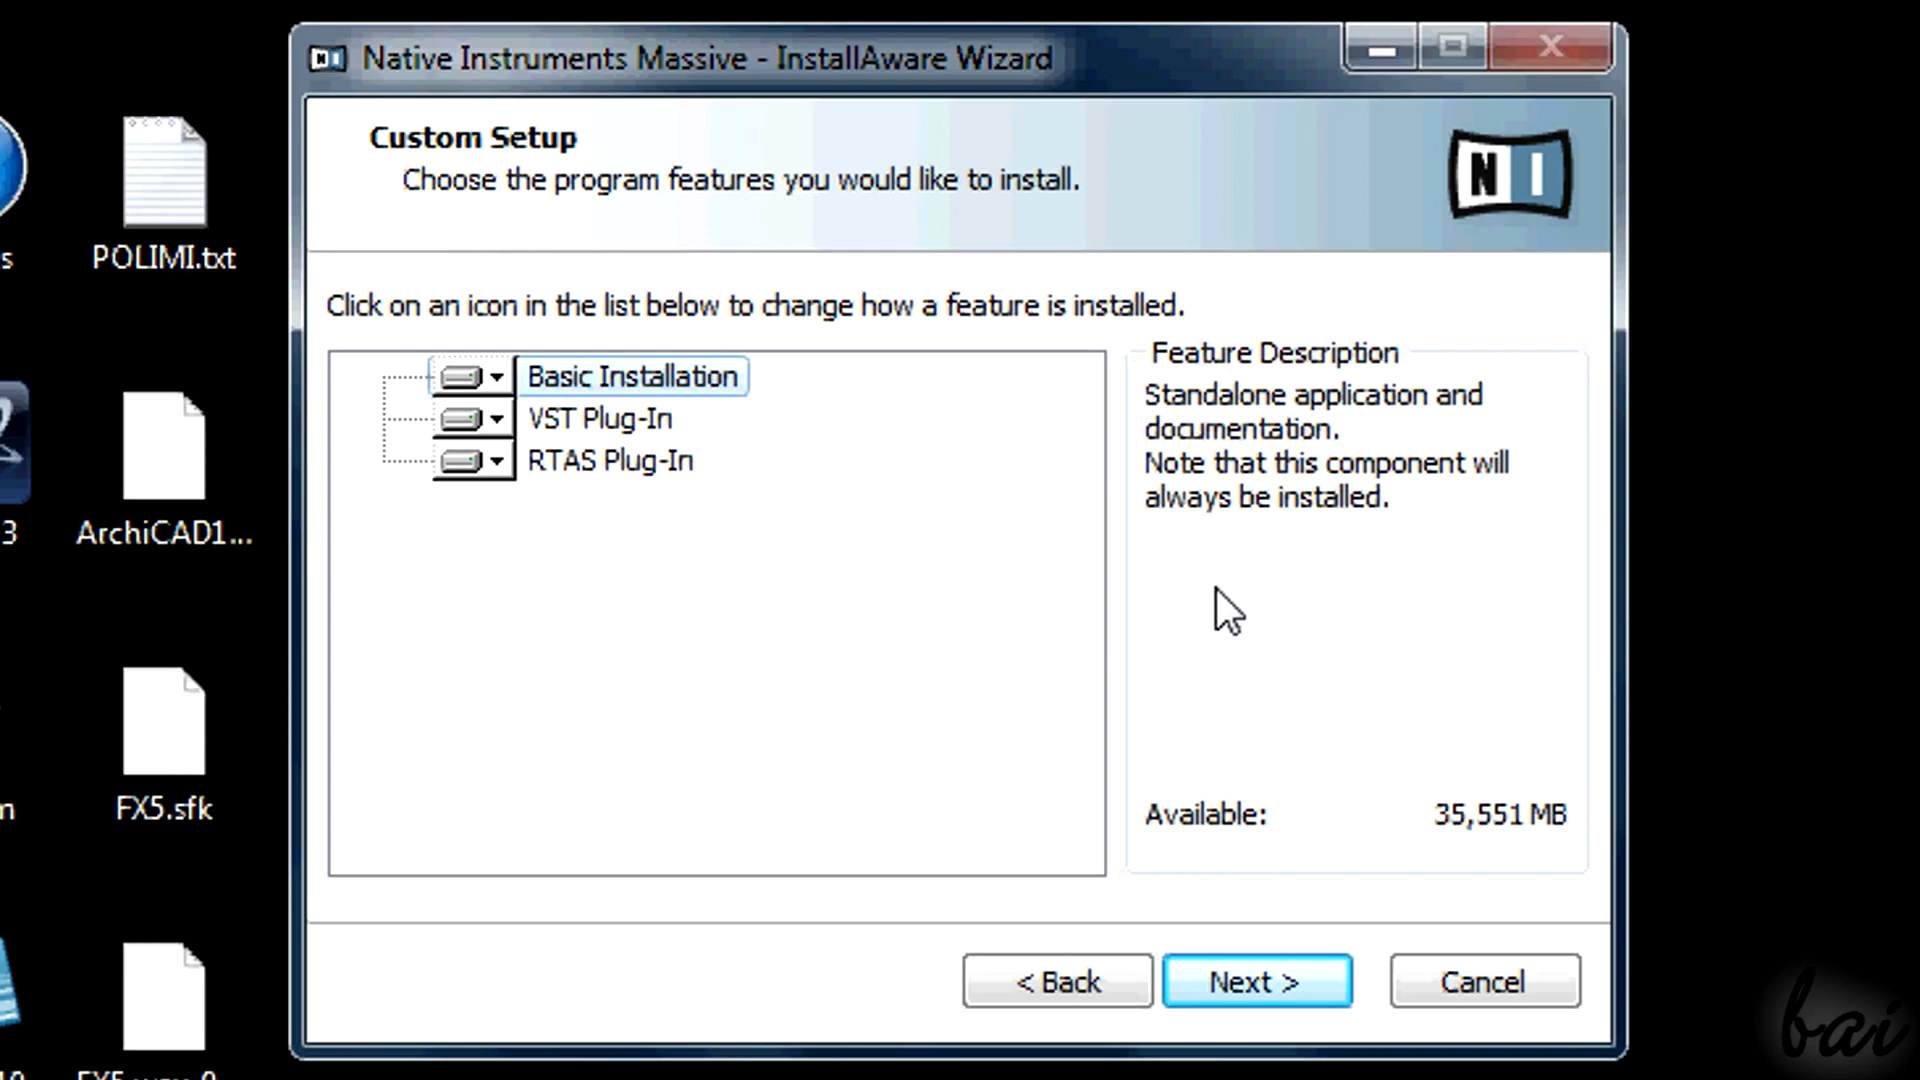 Native Instruments Massive - InstallAware Wizard
Custom Setup
Choose the program features you would like to install.
N I
Click on an icon in the list below to change how a feature is installed.
Basic Installation
VST Plug-In
RTAS Plug-In
Feature Description
Standalone application and
documentation.
Note that this component will
always be installed.
Available: 35,551 MB
< Back
Next >
Cancel
s
POLIMI.txt
3
ArchiCAD1...
FX5.sfk
bai